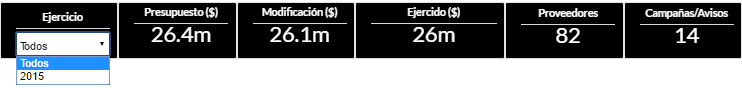 Ejercicio
Todos
Todos
2015
Presupuesto ($)
26.4m
Modificación ($)
26.1m
Ejercido ($)
26m
Proveedores
82
Campañas/Avisos
14